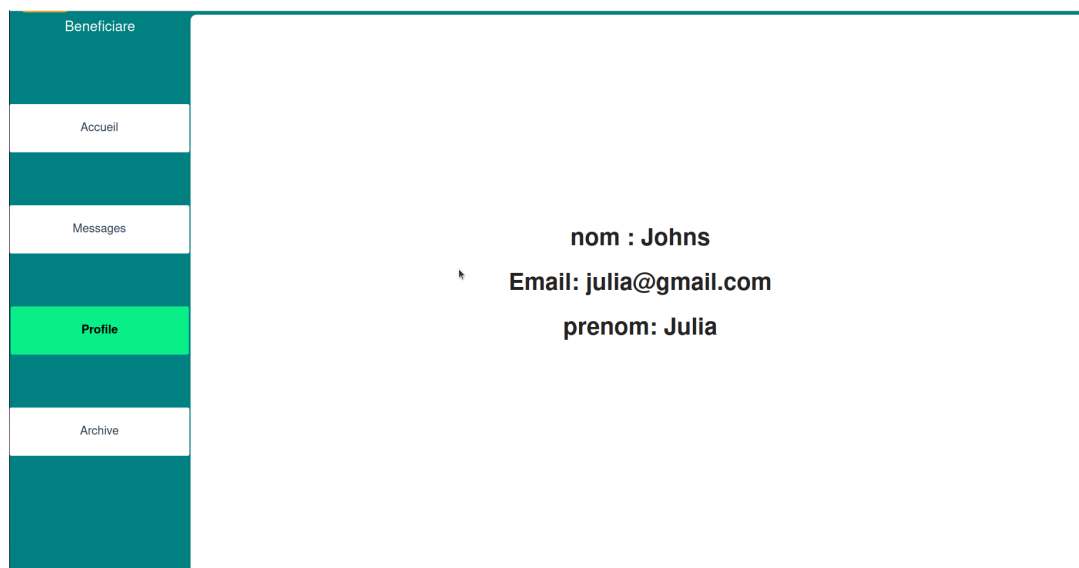 Beneficiare
Accueil
Messages
Profile
Archive
nom : Johns
Email: julia@gmail.com
prenom: Julia